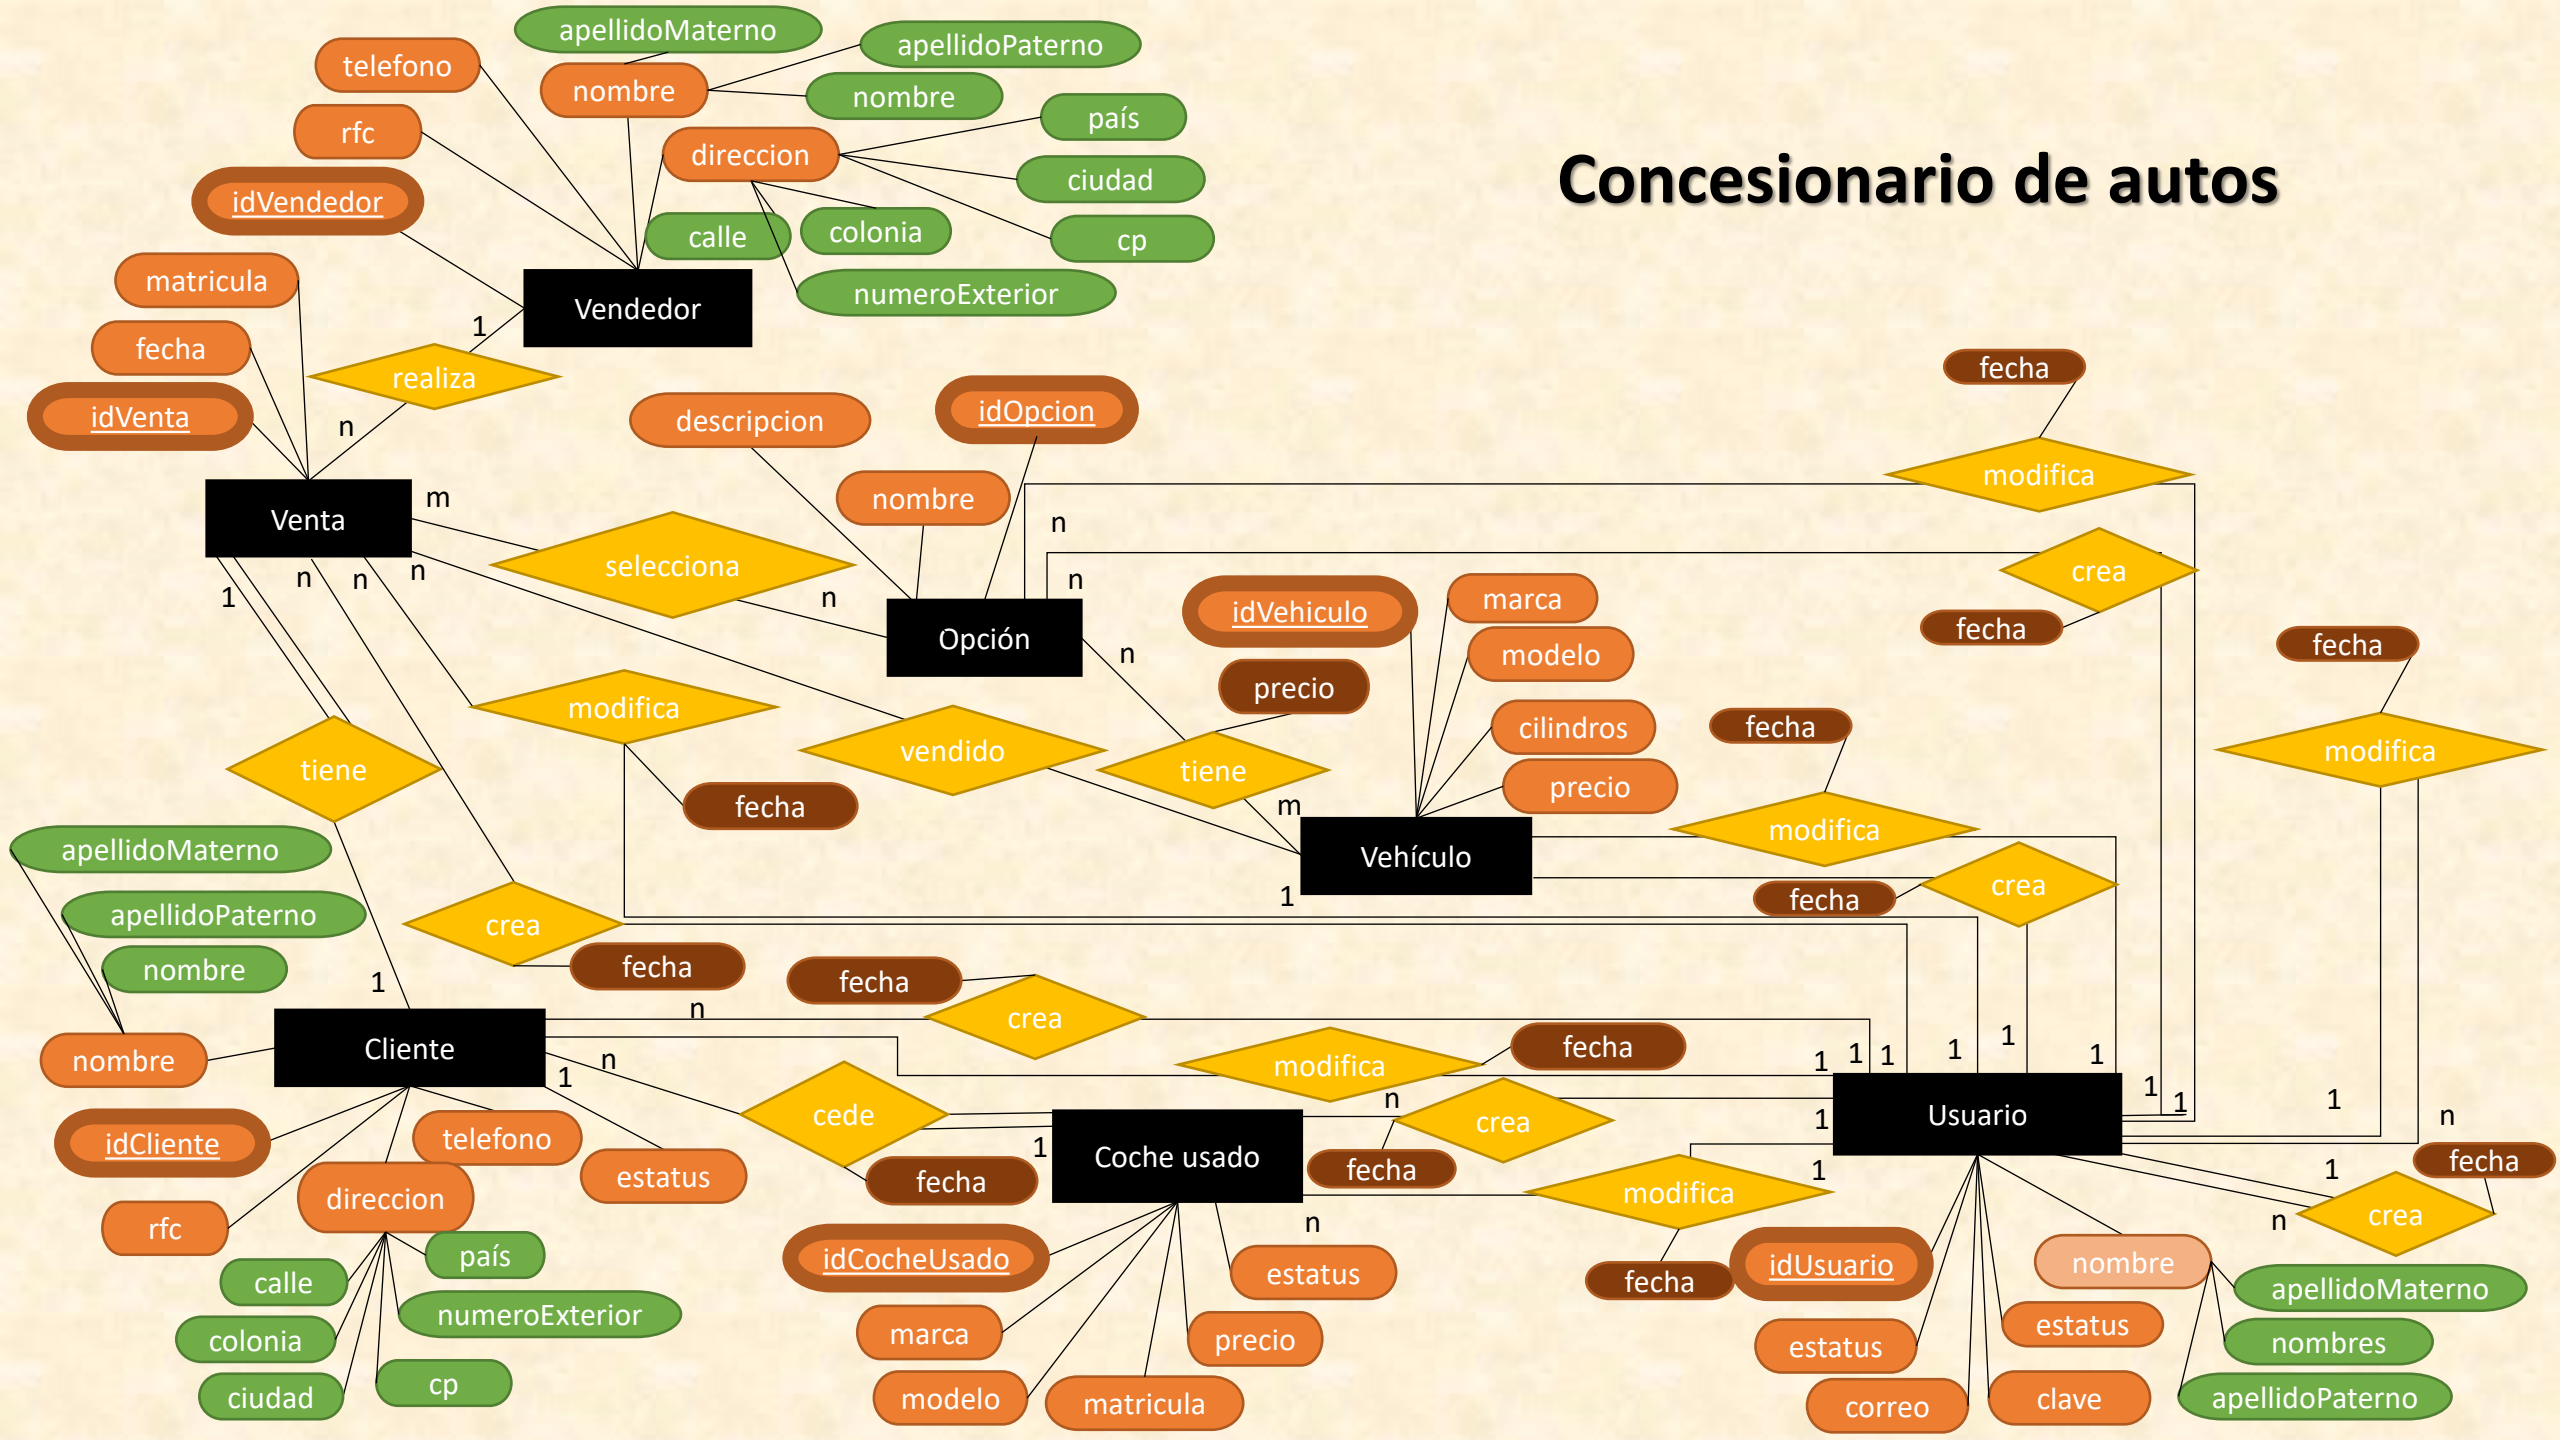 Concesionario de autos
apellidoMaterno
apellidoPaterno
telefono
nombre
nombre
país
rfc
direccion
ciudad
idVendedor
calle
colonia
cp
matricula
numeroExterior
Vendedor
1
fecha
realiza
idVenta
n
descripcion
idOpcion
nombre
fecha
modifica
Venta
m
n
selecciona
crea
n
n
n
n
1
n
n
idVehiculo
marca
fecha
fecha
Opción
n
modelo
precio
modifica
fecha
cilindros
modifica
vendido
tiene
tiene
precio
fecha
m
modifica
apellidoMaterno
Vehículo
crea
1
fecha
apellidoPaterno
crea
fecha
nombre
1
fecha
n
crea
Cliente
nombre
n
1
modifica
fecha
1
1
1
1
1
1
1
1
1
n
cede
n
crea
Usuario
1
idCliente
telefono
1
Coche usado
fecha
1
n
1
fecha
estatus
fecha
modifica
direccion
crea
rfc
n
país
calle
idCocheUsado
estatus
fecha
idUsuario
nombre
apellidoMaterno
numeroExterior
colonia
marca
precio
estatus
estatus
nombres
cp
ciudad
modelo
matricula
correo
clave
apellidoPaterno